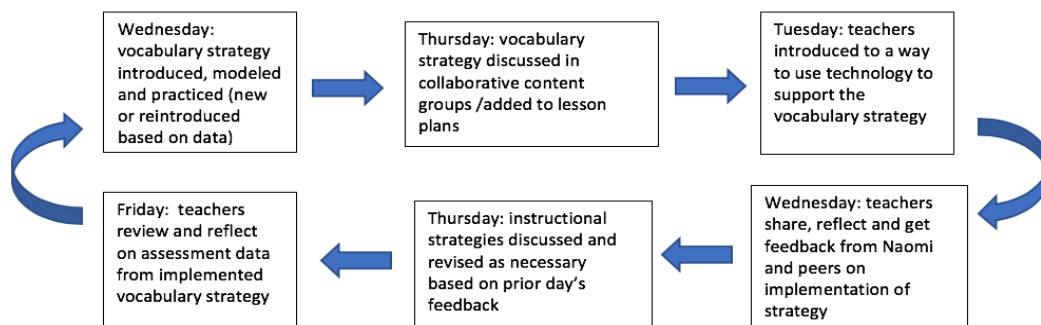 Wednesday:
vocabulary strategy
introduced, modeled
and practiced (new
or reintroduced
based on data)
Thursday: vocabulary
strategy discussed in
collaborative content
groups /added to lesson
plans
Tuesday: teachers
introduced to a way
to use technology to
support the
vocabulary strategy
Wednesday: teachers
share, reflect and get
feedback from Naomi
and peers on
implementation of
strategy
Thursday: instructional
strategies discussed and
revised as necessary
based on prior day’s
feedback
Friday:  teachers
review and reflect
on assessment data
from implemented
vocabulary strategy